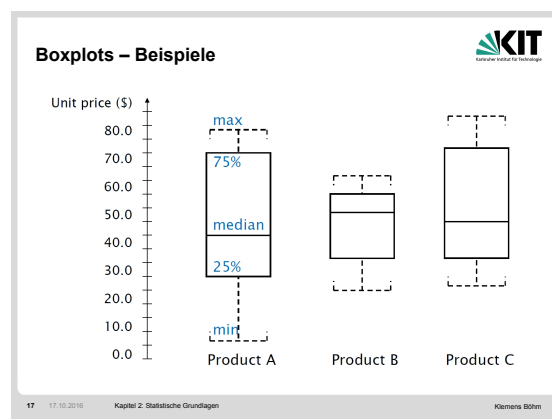 Boxplots – Beispiele
KIT
Karlsruher Institut für Technologie
Unit price ($)
80.0
70.0
60.0
50.0
40.0
30.0
20.0
10.0
0.0
max
75%
median
25%
min
Product A
Product B
Product C
17 17.10.2016 Kapitel 2: Statistische Grundlagen Klemens Böhm